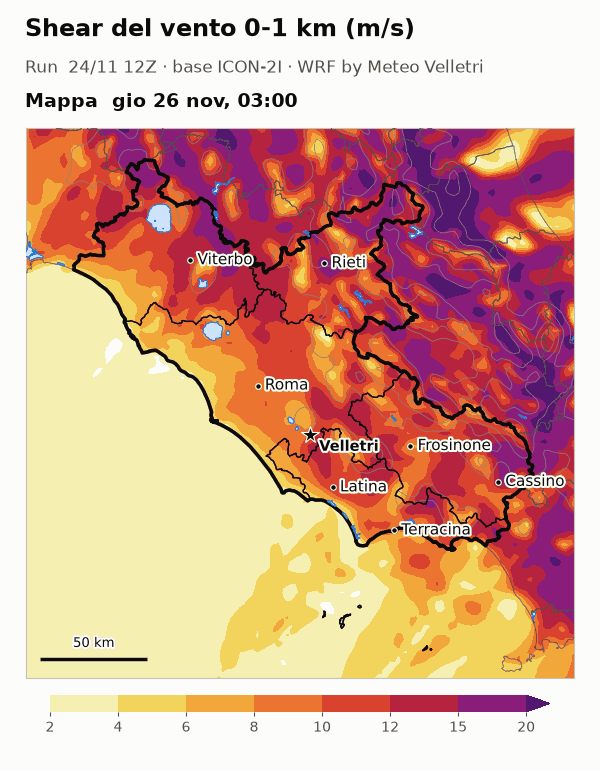 Shear del vento 0-1 km (m/s)
Run  24/11 12Z · base ICON-2I · WRF by Meteo Velletri
Mappa  gio 26 nov, 03:00
Viterbo
Rieti
Roma
Velletri
Frosinone
Latina
Cassino
Terracina
50 km
2 4 6 8 10 12 15 20